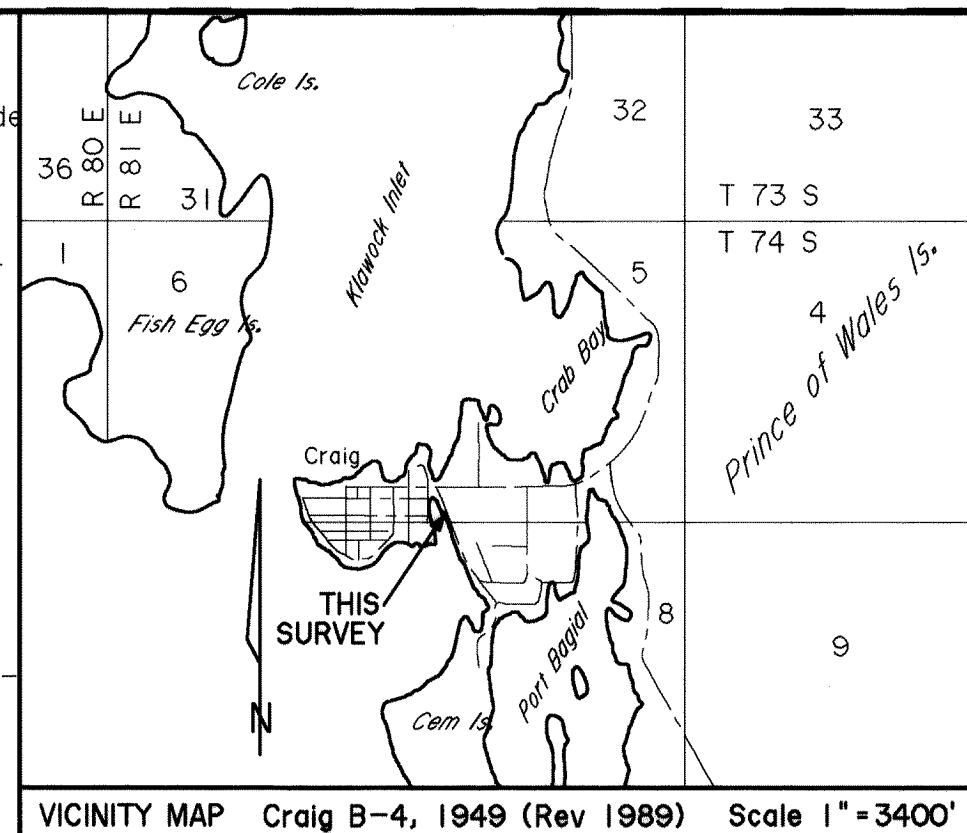 Cole Is.
32
33
36
R 80 E
R 81 E
31
T 73 S
T 74 S
1
6
5
4
Fish Egg Is.
Klawock Inlet
Crab Bay
Prince of Wales Is.
Craig
THIS
SURVEY
8
9
Port Bagial
Cem Is.
N
VICINITY MAP Craig B-4, 1949 (Rev 1989) Scale 1" = 3400'